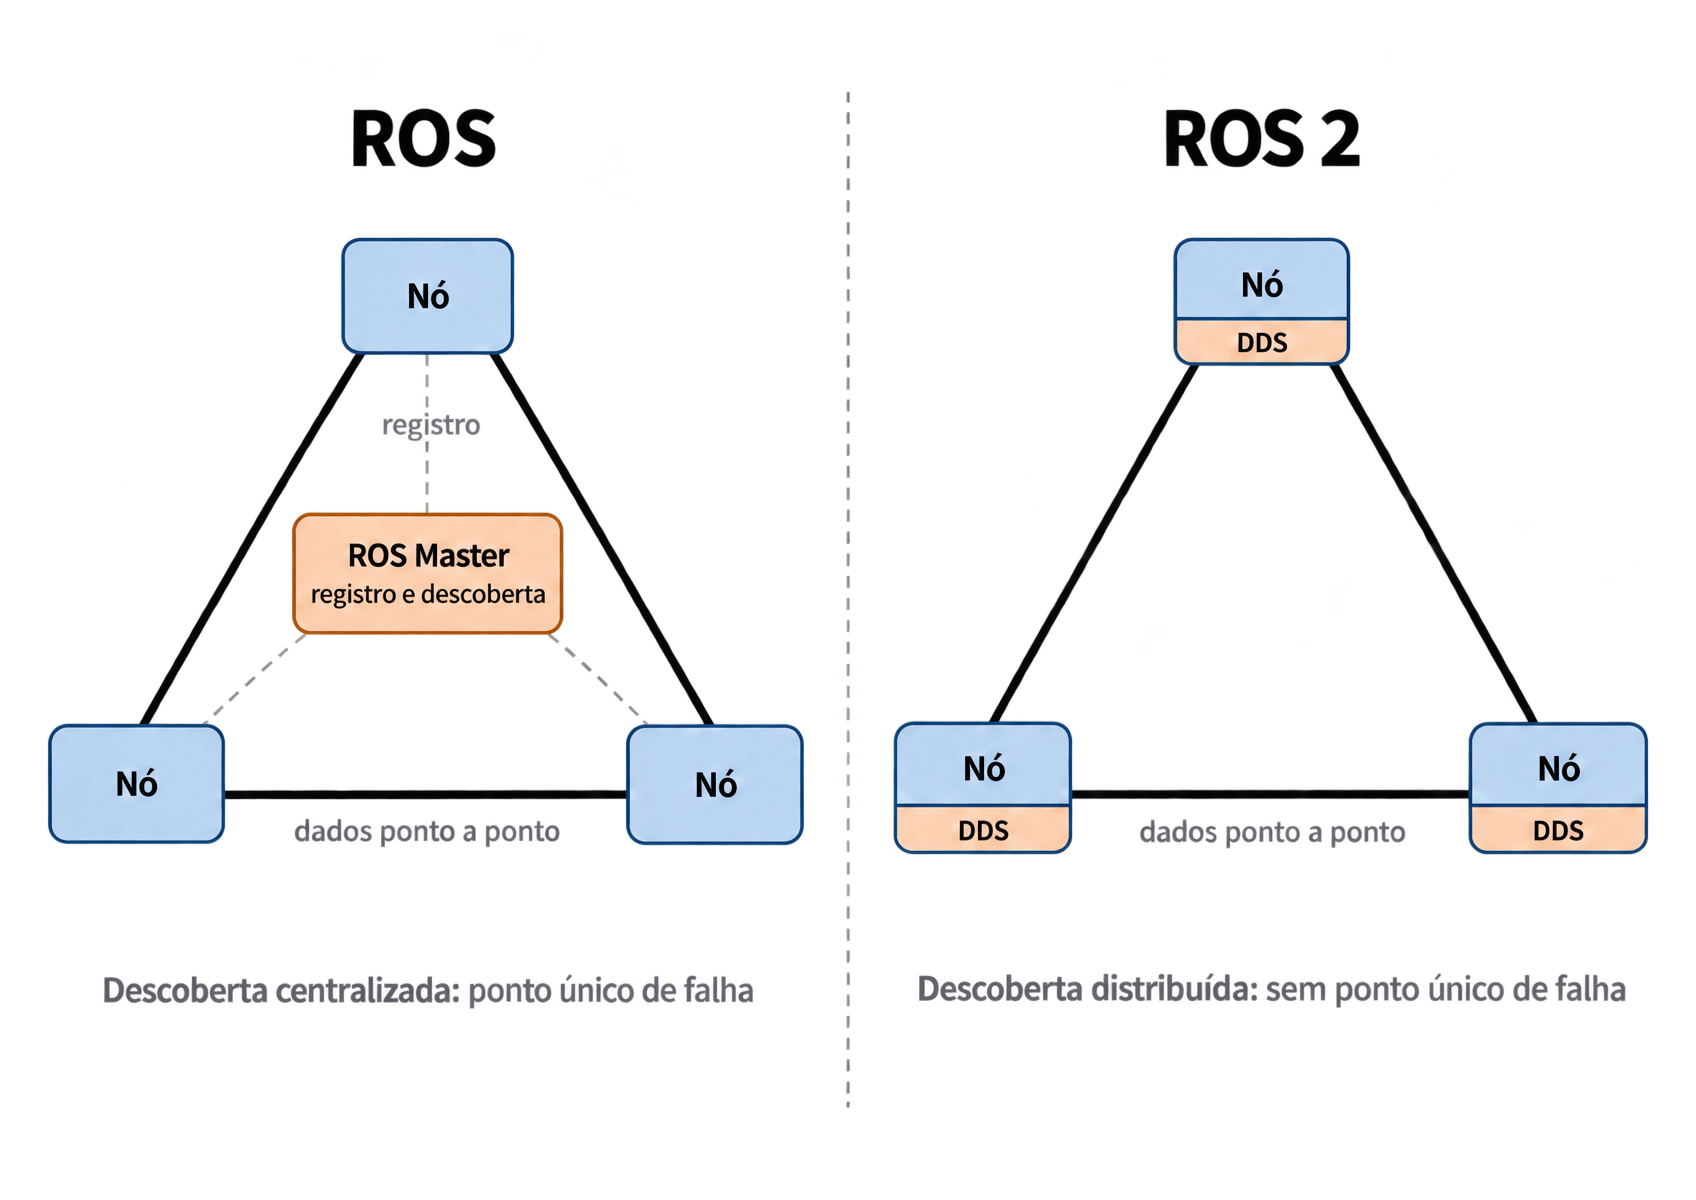 ROS
Nó
registro
ROS Master
registro e descoberta
Nó
Nó
dados ponto a ponto
Descoberta centralizada: ponto único de falha
ROS 2
Nó
DDS
Nó
DDS
Nó
DDS
dados ponto a ponto
Descoberta distribuída: sem ponto único de falha